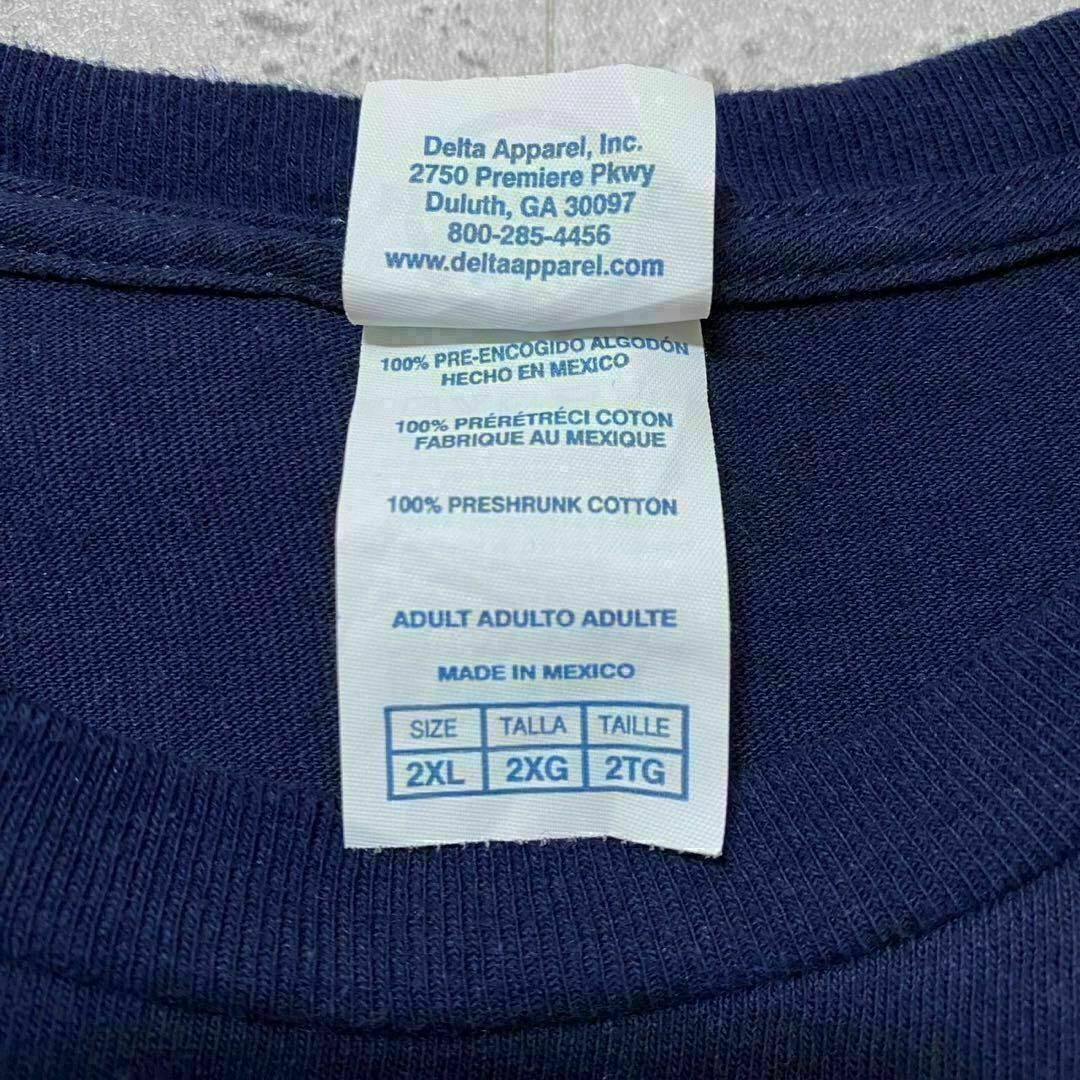 Delta Apparel, Inc.
2750 Premiere Pkwy
Duluth, GA 30097
800-285-4456
www.deltaapparel.com
100% PRE-ENCOGIDO ALGODÓN
HECHO EN MEXICO
100% PRÉRÉTRÉCI COTON
FABRIQUE AU MEXIQUE
100% PRESHRUNK COTTON
ADULT ADULTO ADULTE
MADE IN MEXICO
SIZE TALLA TAILLE
2XL 2XG 2TG